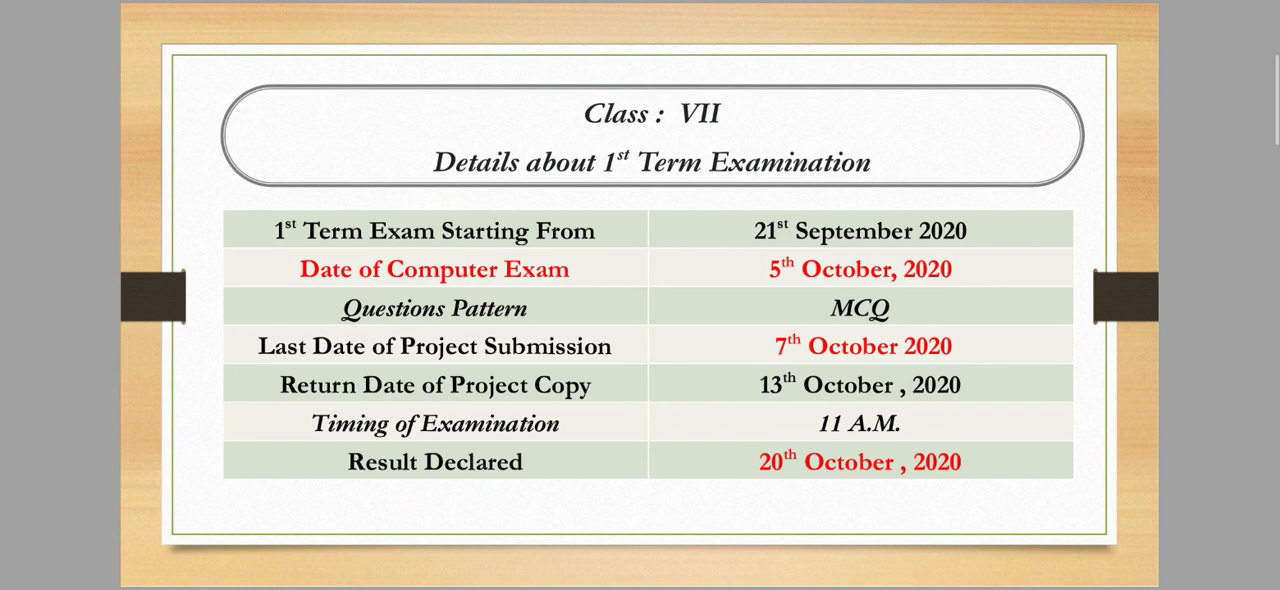 Class : VII
Details about 1st Term Examination
1st Term Exam Starting From 21st September 2020
Date of Computer Exam 5th October, 2020
Questions Pattern MCQ
Last Date of Project Submission 7th October 2020
Return Date of Project Copy 13th October , 2020
Timing of Examination 11 A.M.
Result Declared 20th October , 2020